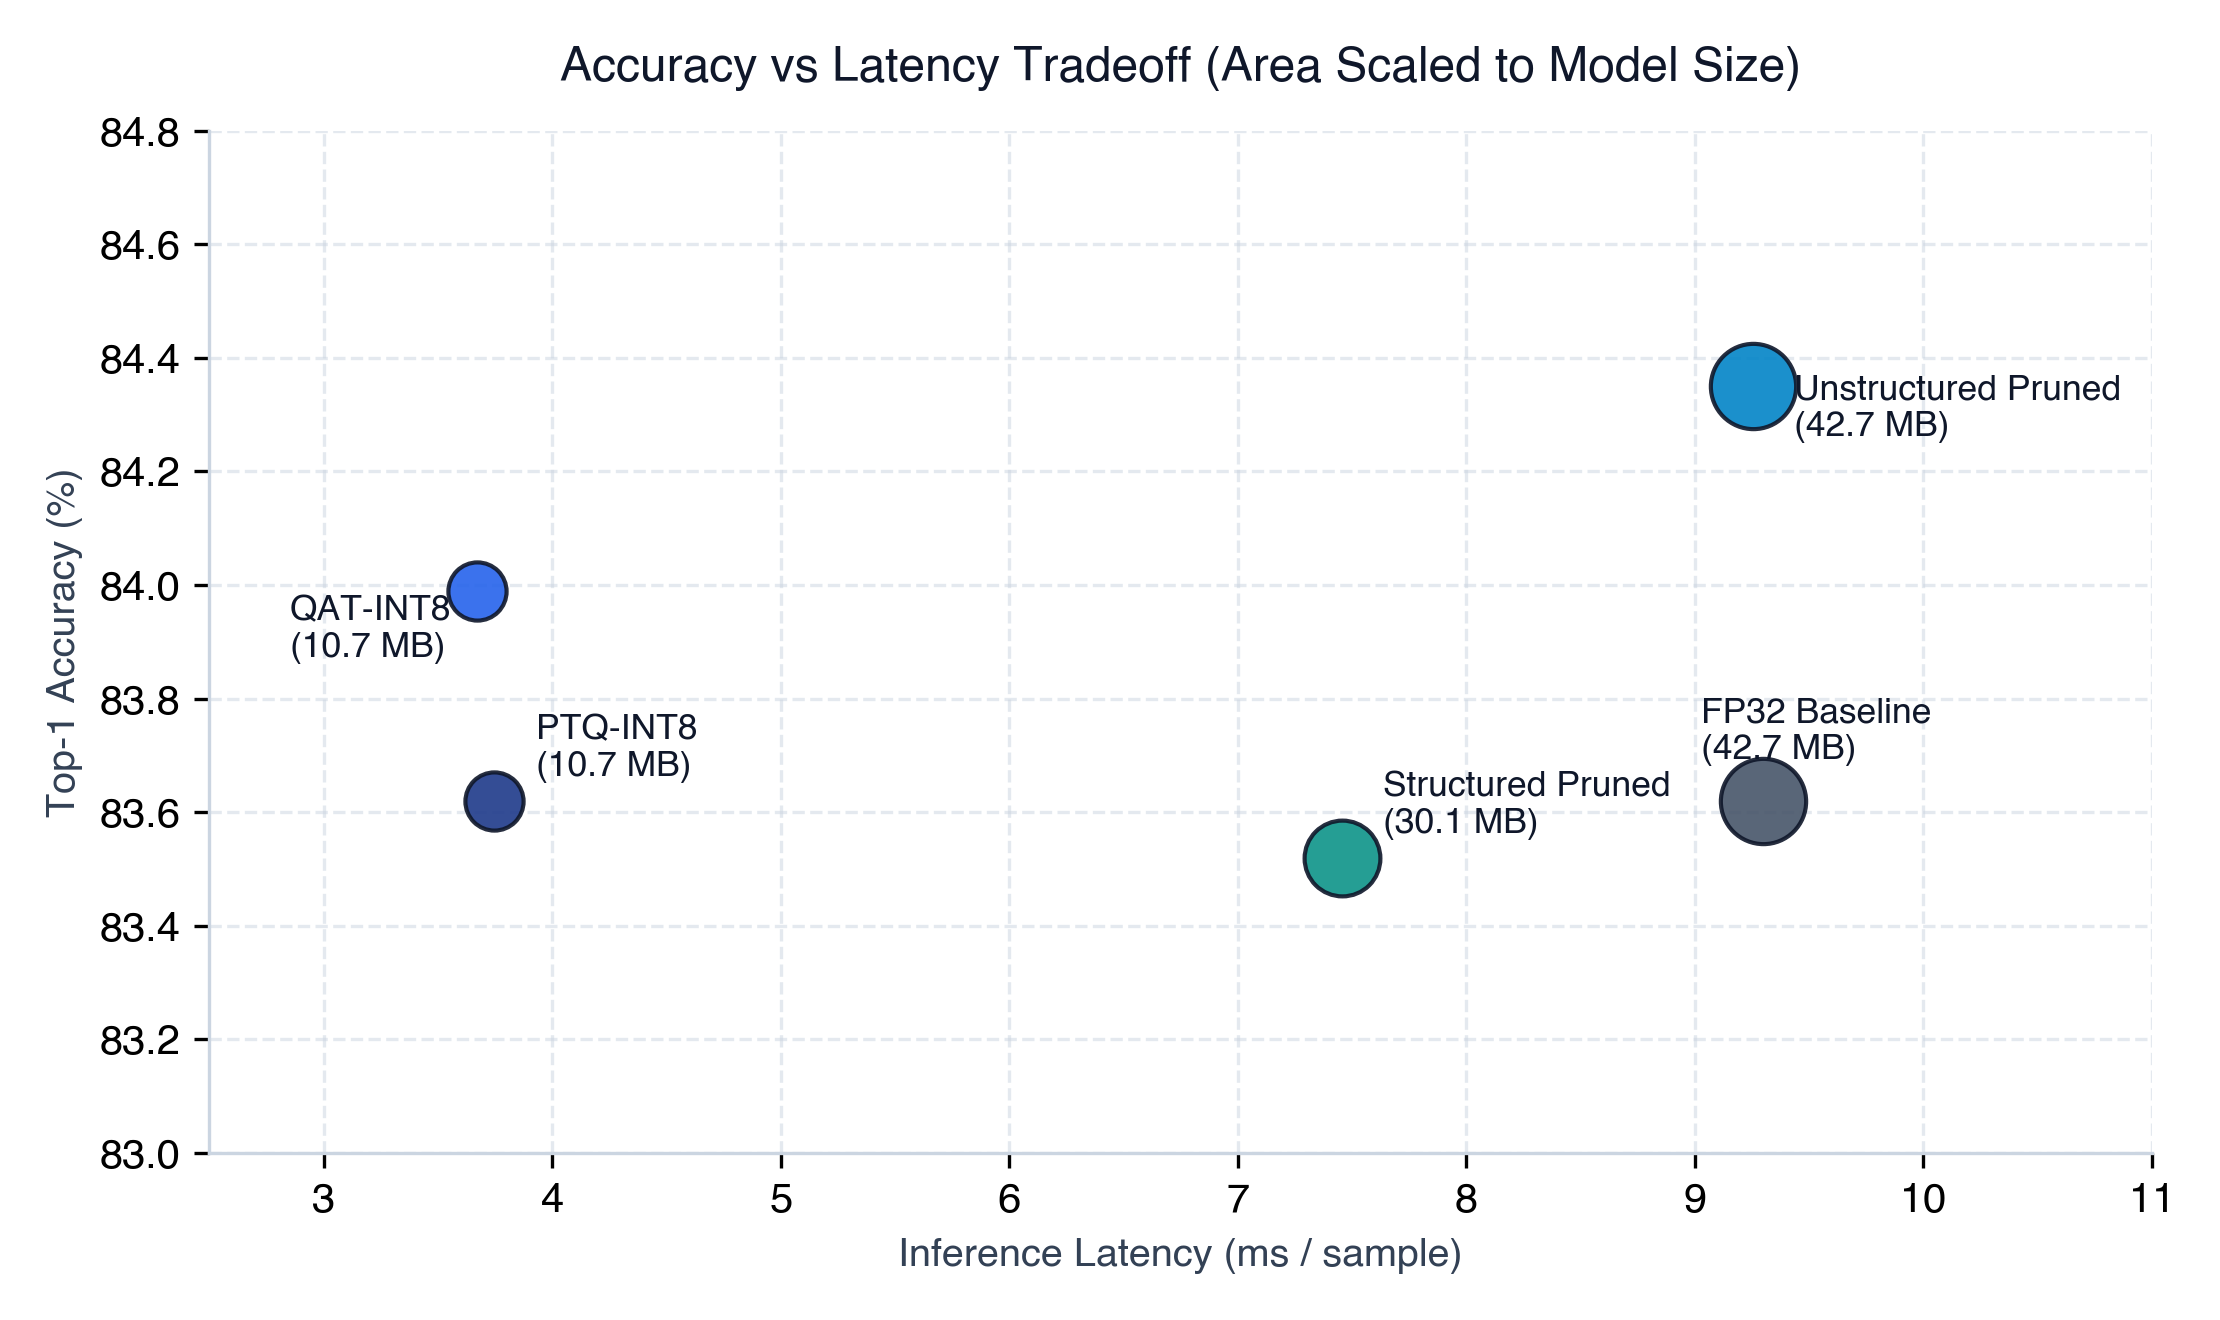 Accuracy vs Latency Tradeoff (Area Scaled to Model Size)
84.8
84.6
84.4
84.2
84.0
83.8
83.6
83.4
83.2
83.0
Top-1 Accuracy (%)
Unstructured Pruned
(42.7 MB)
QAT-INT8
(10.7 MB)
PTQ-INT8
(10.7 MB)
FP32 Baseline
(42.7 MB)
Structured Pruned
(30.1 MB)
3
4
5
6
7
8
9
10
11
Inference Latency (ms / sample)